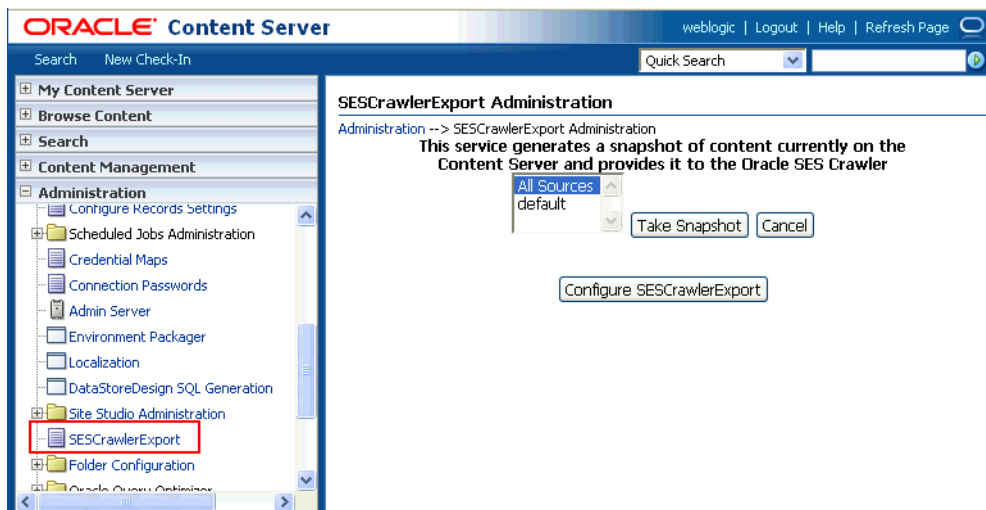 ORACLE Content Server
weblogic | Logout | Help | Refresh Page
Search New Check-In
Quick Search
My Content Server
Browse Content
Search
Content Management
Administration
Configure Records Settings
Scheduled Jobs Administration
Credential Maps
Connection Passwords
Admin Server
Environment Packager
Localization
DataStoreDesign SQL Generation
Site Studio Administration
SESCrawlerExport
Folder Configuration
Oracle Query Optimizer
SESCrawlerExport Administration
Administration --> SESCrawlerExport Administration
This service generates a snapshot of content currently on the
Content Server and provides it to the Oracle SES Crawler
All Sources
default
Take Snapshot Cancel
Configure SESCrawlerExport